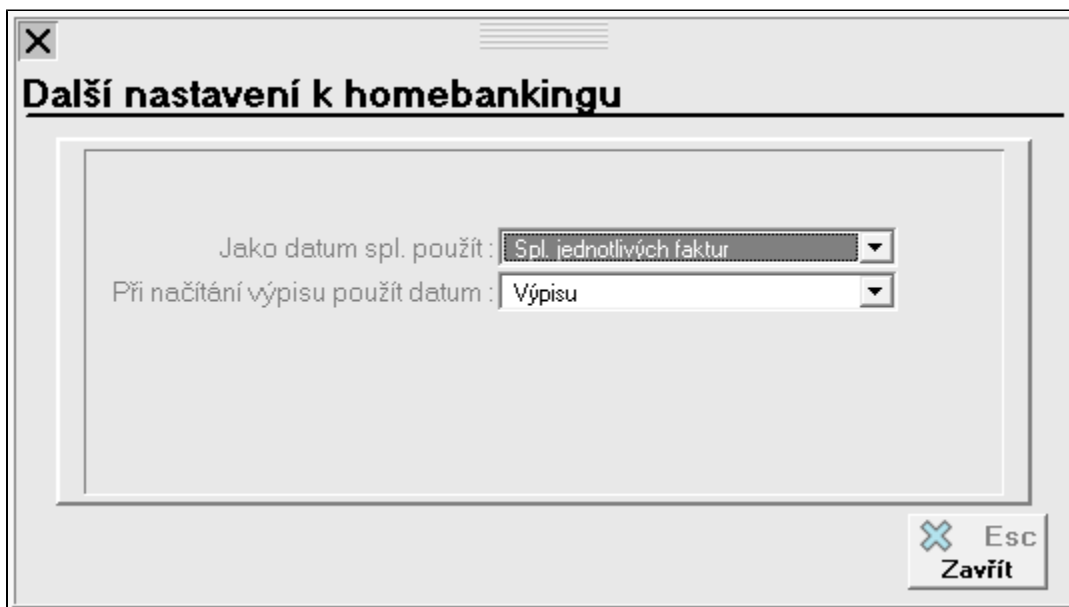 Další nastavení k homebankingu
Jako datum spl. použít : Spl. jednotlivých faktur
Při načítání výpisu použít datum : Výpisu
Esc
Zavřít